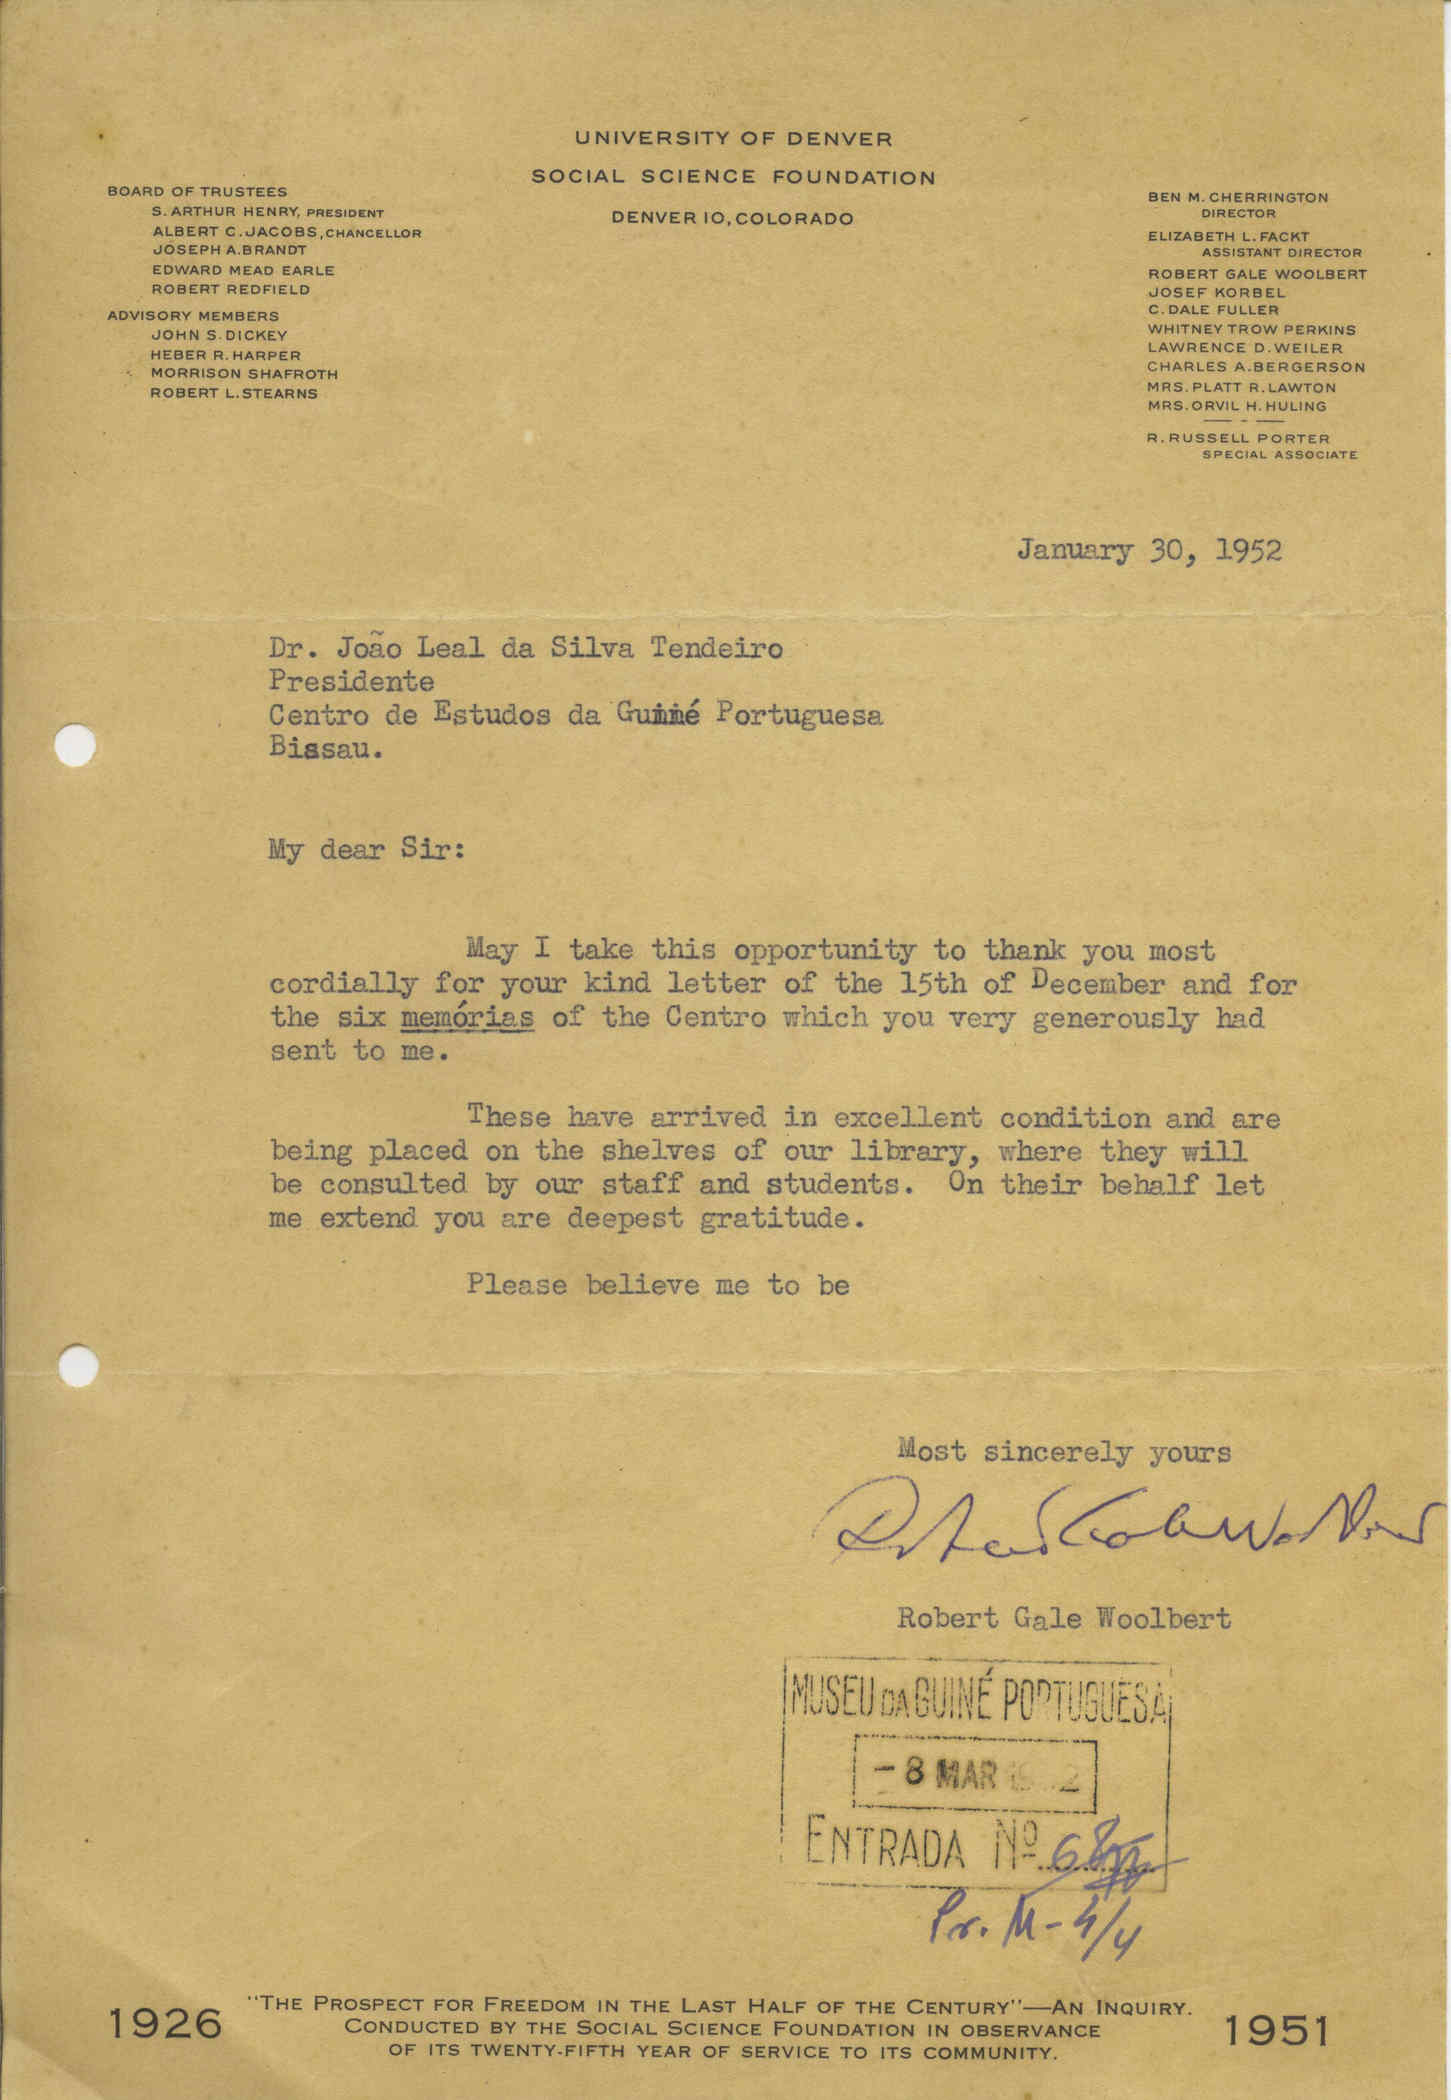 UNIVERSITY OF DENVER
SOCIAL SCIENCE FOUNDATION
DENVER 10, COLORADO
BOARD OF TRUSTEES
S. ARTHUR HENRY, PRESIDENT
ALBERT C. JACOBS, CHANCELLOR
JOSEPH A. BRANDT
EDWARD MEAD EARLE
ROBERT REDFIELD
ADVISORY MEMBERS
JOHN S. DICKEY
HEBER R. HARPER
MORRISON SHAFROTH
ROBERT L. STEARNS
BEN M. CHERRINGTON
DIRECTOR
ELIZABETH L. FACKT
ASSISTANT DIRECTOR
ROBERT GALE WOOLBERT
JOSEF KORBEL
C. DALE FULLER
WHITNEY TROW PERKINS
LAWRENCE D. WEILER
CHARLES A. BERGERSON
MRS. PLATT R. LAWTON
MRS. ORVIL H. HULING
R. RUSSELL PORTER
SPECIAL ASSOCIATE
January 30, 1952
Dr. João Leal da Silva Tendeiro
Presidente
Centro de Estudos da Guiné Portuguesa
Bissau.
My dear Sir:
May I take this opportunity to thank you most
cordially for your kind letter of the 15th of December and for
the six memórias of the Centro which you very generously had
sent to me.
These have arrived in excellent condition and are
being placed on the shelves of our library, where they will
be consulted by our staff and students. On their behalf let
me extend you are deepest gratitude.
Please believe me to be
Most sincerely yours
Robert Gale Woolbert
Robert Gale Woolbert
MUSEU DA GUINÉ PORTUGUESA
-8 MAR 1952
ENTRADA Nº 68
Pr. M-4/4
1926
"THE PROSPECT FOR FREEDOM IN THE LAST HALF OF THE CENTURY"—AN INQUIRY.
CONDUCTED BY THE SOCIAL SCIENCE FOUNDATION IN OBSERVANCE
OF ITS TWENTY-FIFTH YEAR OF SERVICE TO ITS COMMUNITY.
1951